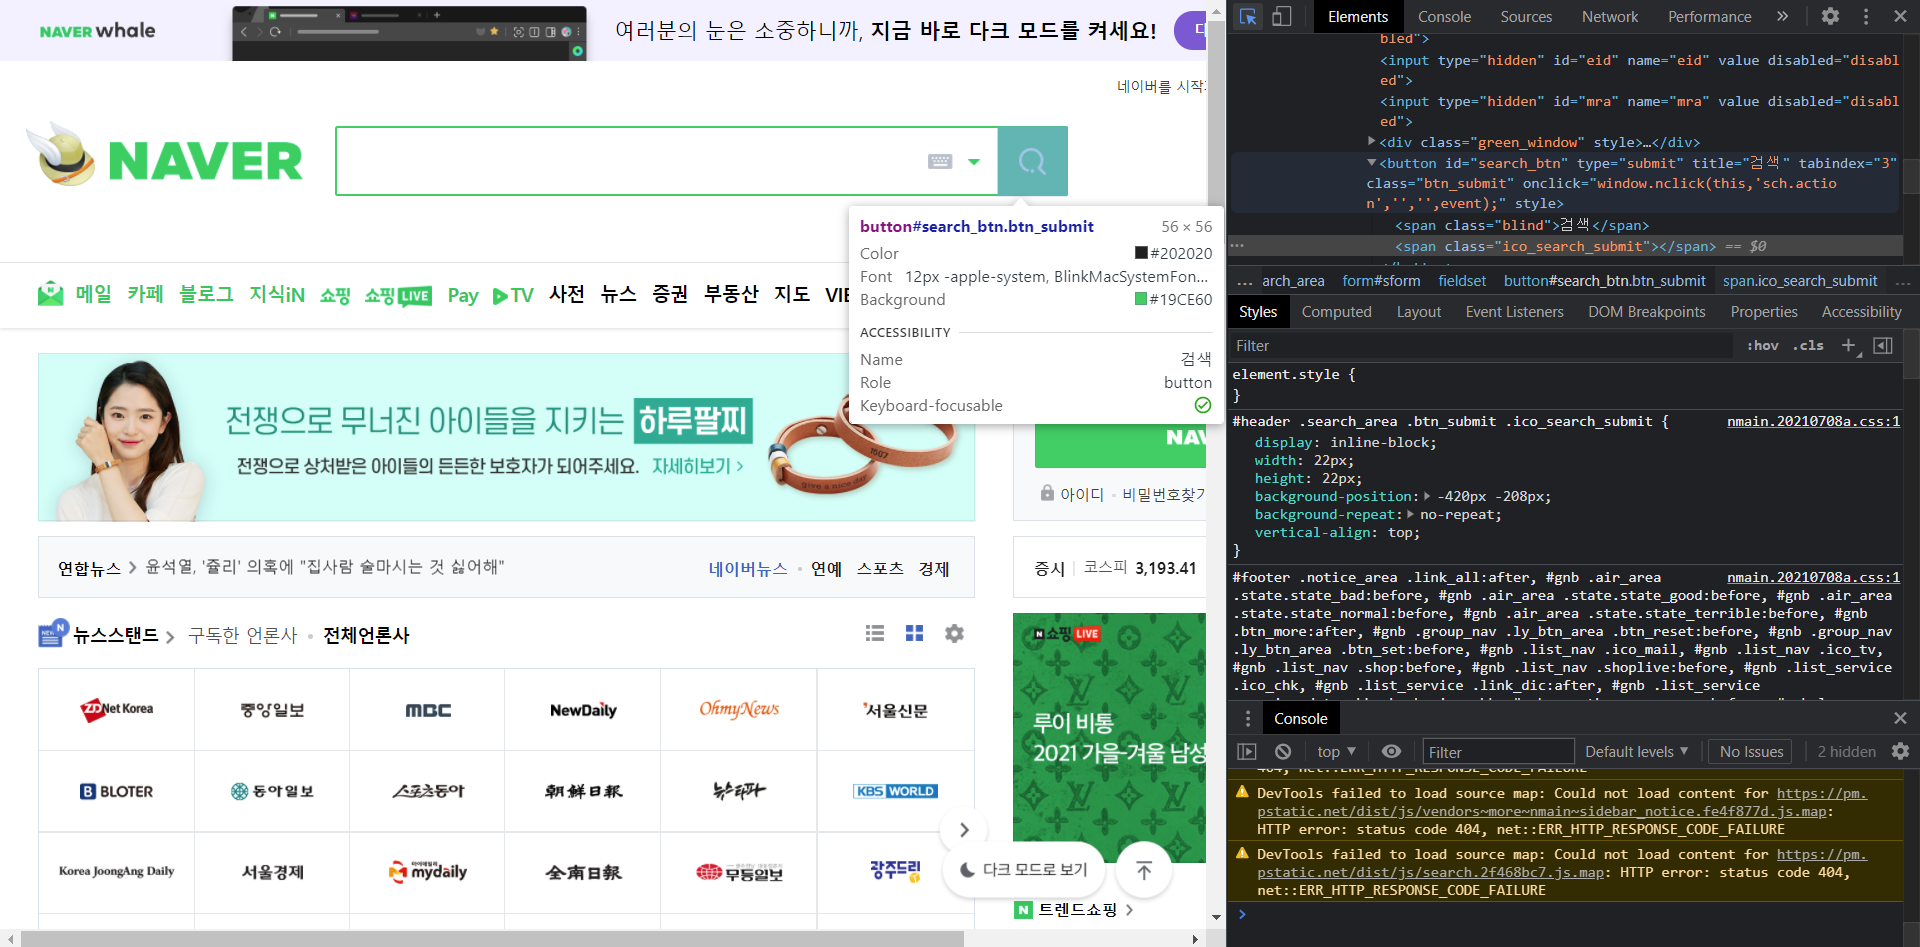 NAVER whale
여러분의 눈은 소중하니까, 지금 바로 다크 모드를 켜세요!
네이버를 시작
NAVER
메일 카페 블로그 지식iN 쇼핑 쇼핑LIVE Pay TV 사전 뉴스 증권 부동산 지도 VIE
button#search_btn.btn_submit 56 × 56
Color #202020
Font 12px -apple-system, BlinkMacSystemFon...
Background #19CE60
ACCESSIBILITY
Name 검색
Role button
Keyboard-focusable
전쟁으로 무너진 아이들을 지키는 하루팔찌
전쟁으로 상처받은 아이들의 든든한 보호자가 되어주세요. 자세히보기 >
1507
give a nice day
NAV
아이디 · 비밀번호찾기
연합뉴스 > 윤석열, '쥴리' 의혹에 "집사람 술마시는 것 싫어해"
네이버뉴스 · 연예 스포츠 경제
증시 코스피 3,193.41
뉴스스탠드 > 구독한 언론사 · 전체언론사
ZDNet Korea 중앙일보 MBC NewDaily OhmyNews 서울신문
BLOTER 동아일보 스포츠동아 朝鮮日報 뉴스타파 KBS WORLD
Korea JoongAng Daily 서울경제 마이데일리 mydaily 全南日報 무등일보 광주드림
N 쇼핑 LIVE
루이 비통
2021 가을-겨울 남성
다크 모드로 보기
N 트렌드쇼핑 >
Elements Console Sources Network Performance »
bled">
<input type="hidden" id="eid" name="eid" value disabled="disabl
ed">
<input type="hidden" id="mra" name="mra" value disabled="disabl
ed">
<div class="green_window" style>…</div>
<button id="search_btn" type="submit" title="검색" tabindex="3"
class="btn_submit" onclick="window.nclick(this,'sch.actio
n','','',event);" style>
<span class="blind">검색</span>
<span class="ico_search_submit"></span> == $0
... arch_area form#sform fieldset button#search_btn.btn_submit span.ico_search_submit ...
Styles Computed Layout Event Listeners DOM Breakpoints Properties Accessibility
Filter :hov .cls +
element.style {
}
#header .search_area .btn_submit .ico_search_submit { nmain.20210708a.css:1
display: inline-block;
width: 22px;
height: 22px;
background-position: -420px -208px;
background-repeat: no-repeat;
vertical-align: top;
}
#footer .notice_area .link_all:after, #gnb .air_area nmain.20210708a.css:1
.state.state_bad:before, #gnb .air_area .state.state_good:before, #gnb .air_area
.state.state_normal:before, #gnb .air_area .state.state_terrible:before, #gnb
.btn_more:after, #gnb .group_nav .ly_btn_area .btn_reset:before, #gnb .group_nav
.ly_btn_area .btn_set:before, #gnb .list_nav .ico_mail, #gnb .list_nav .ico_tv,
#gnb .list_nav .shop:before, #gnb .list_nav .shoplive:before, #gnb .list_service
.ico_chk, #gnb .list_service .link_dic:after, #gnb .list_service
Console
top Filter Default levels No Issues 2 hidden
404, net::ERR_HTTP_RESPONSE_CODE_FAILURE
DevTools failed to load source map: Could not load content for https://pm.
pstatic.net/dist/js/vendors~more~nmain~sidebar_notice.fe4f877d.js.map:
HTTP error: status code 404, net::ERR_HTTP_RESPONSE_CODE_FAILURE
DevTools failed to load source map: Could not load content for https://pm.
pstatic.net/dist/js/search.2f468bc7.js.map: HTTP error: status code 404,
net::ERR_HTTP_RESPONSE_CODE_FAILURE